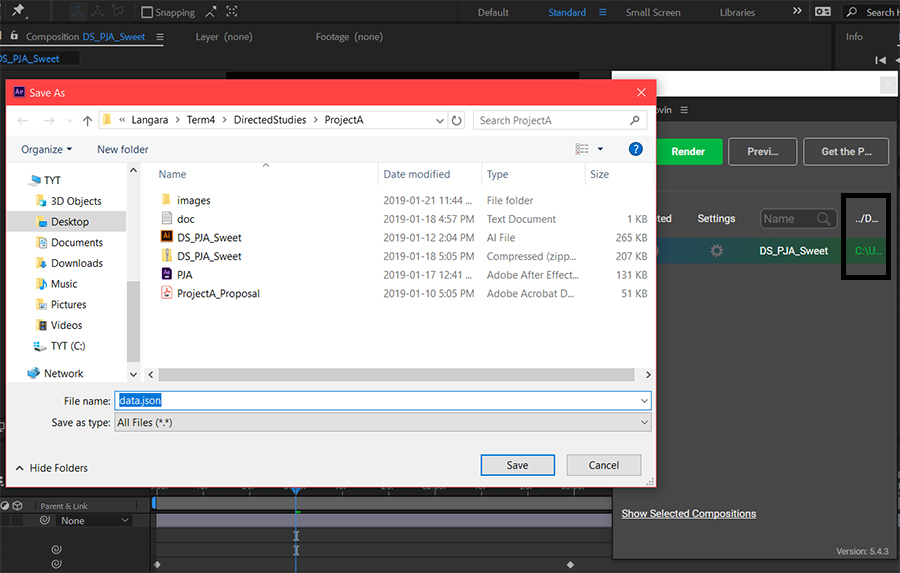 Snapping
Default
Standard
Small Screen
Libraries
Search H
Composition DS_PJA_Sweet
Layer (none)
Footage (none)
Info
DS_PJA_Sweet
Ae Save As
« Langara > Term4 > DirectedStudies > ProjectA
Search ProjectA
Organize
New folder
?
TYT
3D Objects
Desktop
Documents
Downloads
Music
Pictures
Videos
TYT (C:)
Network
Name Date modified Type Size
images 2019-01-21 11:44 ... File folder
doc 2019-01-18 4:57 PM Text Document 1 KB
DS_PJA_Sweet 2019-01-12 2:04 PM AI File 265 KB
DS_PJA_Sweet 2019-01-18 5:05 PM Compressed (zipp... 207 KB
PJA 2019-01-17 12:41 ... Adobe After Effect... 131 KB
ProjectA_Proposal 2019-01-10 5:05 PM Adobe Acrobat D... 51 KB
File name: data.json
Save as type: All Files (*.*)
Hide Folders
Save
Cancel
ovin
Render
Previ...
Get the P...
ted
Settings
Name
../D...
DS_PJA_Sweet
C:\U...
Show Selected Compositions
Version: 5.4.3
Parent & Link
None